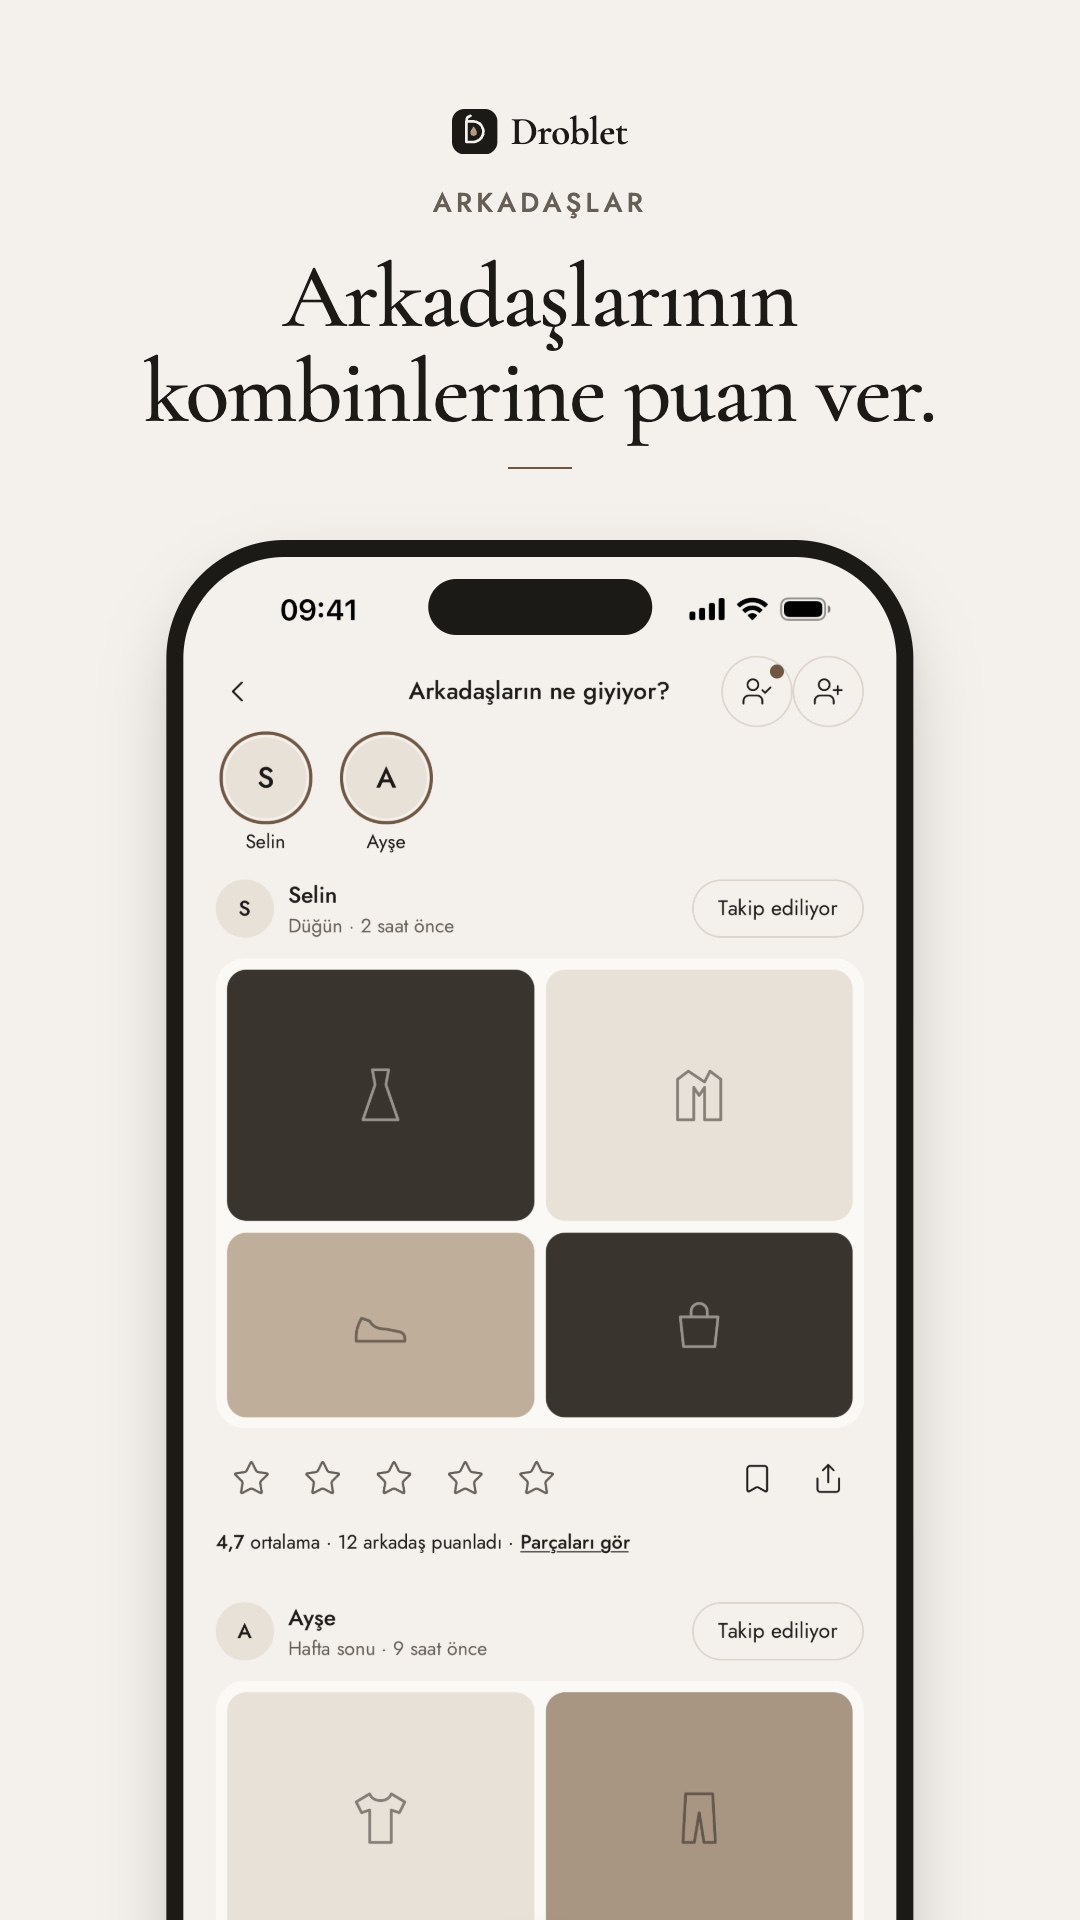 Droblet
ARKADAŞLAR
Arkadaşlarının
kombinlerine puan ver.
09:41
Arkadaşların ne giyiyor?
S
A
Selin
Ayşe
S
Selin
Düğün · 2 saat önce
Takip ediliyor
4,7 ortalama · 12 arkadaş puanladı · Parçaları gör
A
Ayşe
Hafta sonu · 9 saat önce
Takip ediliyor